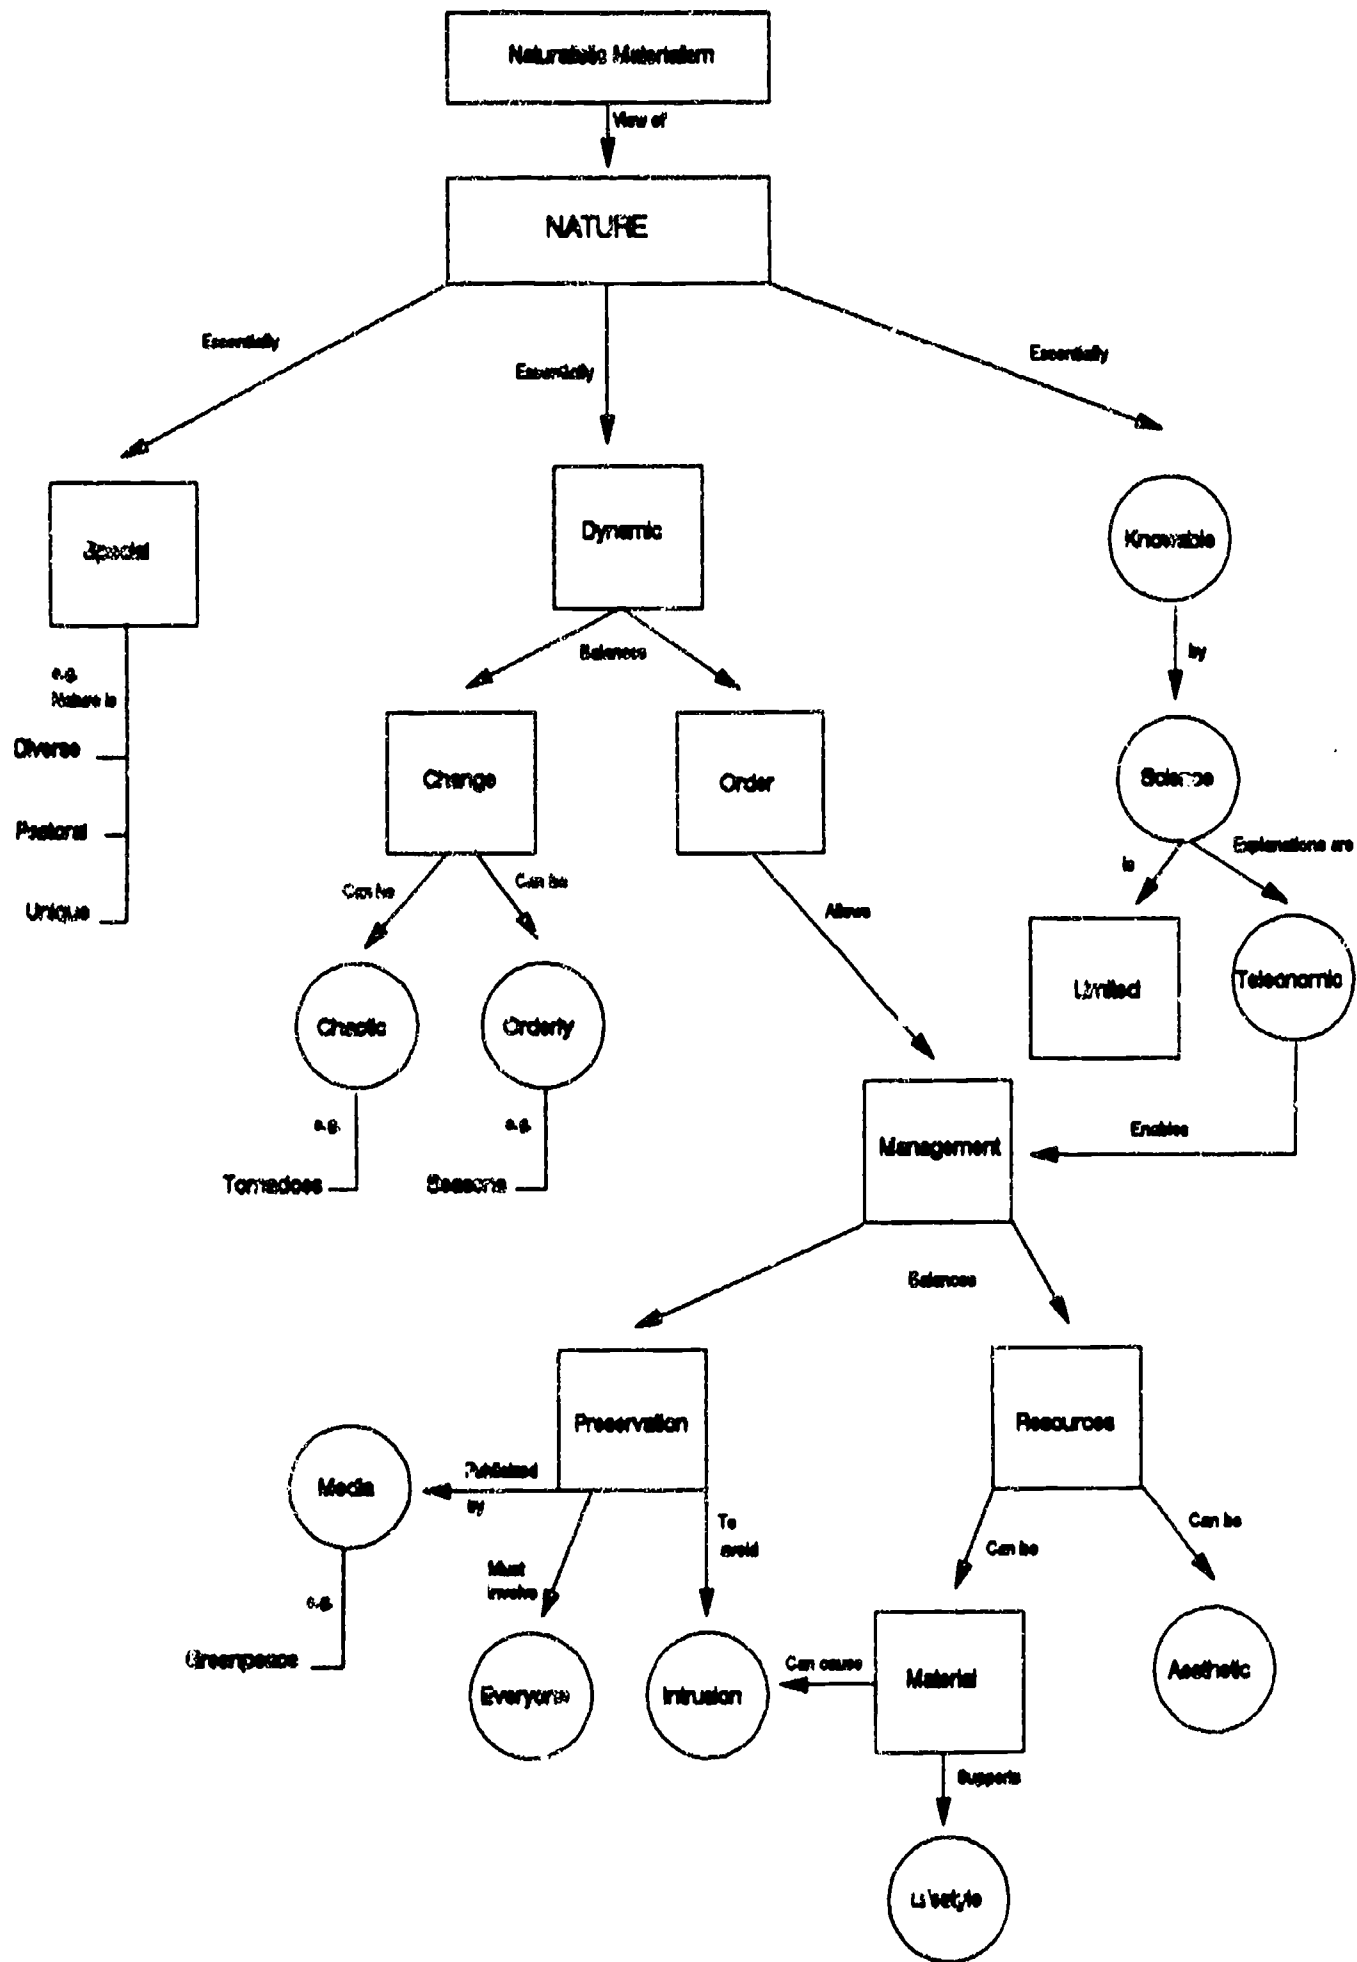 Naturalistic Materialism
View of
NATURE
Essentially
Essentially
Essentially
Special
Dynamic
Knowable
e.g.
Nature is
Diverse
Pastoral
Unique
Balances
by
Change
Order
Science
Can be
Can be
Allows
is
Explanations are
Chaotic
Orderly
Limited
Teleonomic
e.g.
e.g.
Tornadoes
Seasons
Management
Enables
Balances
Preservation
Resources
Media
Publicized
by
Must
involve
To
avoid
Can be
Can be
e.g.
Greenpeace
Everyone
Intrusion
Can cause
Material
Aesthetic
Supports